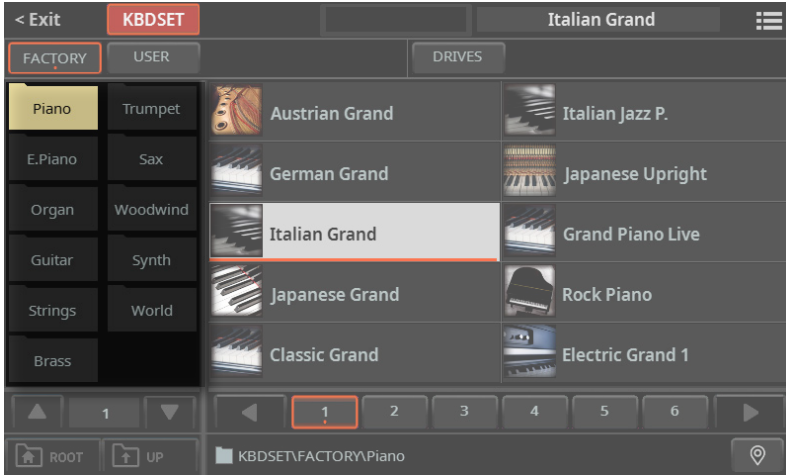 < Exit KBDSET Italian Grand
FACTORY USER DRIVES
Piano Trumpet Austrian Grand Italian Jazz P.
E.Piano Sax German Grand Japanese Upright
Organ Woodwind Italian Grand Grand Piano Live
Guitar Synth Japanese Grand Rock Piano
Strings World Classic Grand Electric Grand 1
Brass
1 1 2 3 4 5 6
ROOT UP KBDSET\FACTORY\Piano